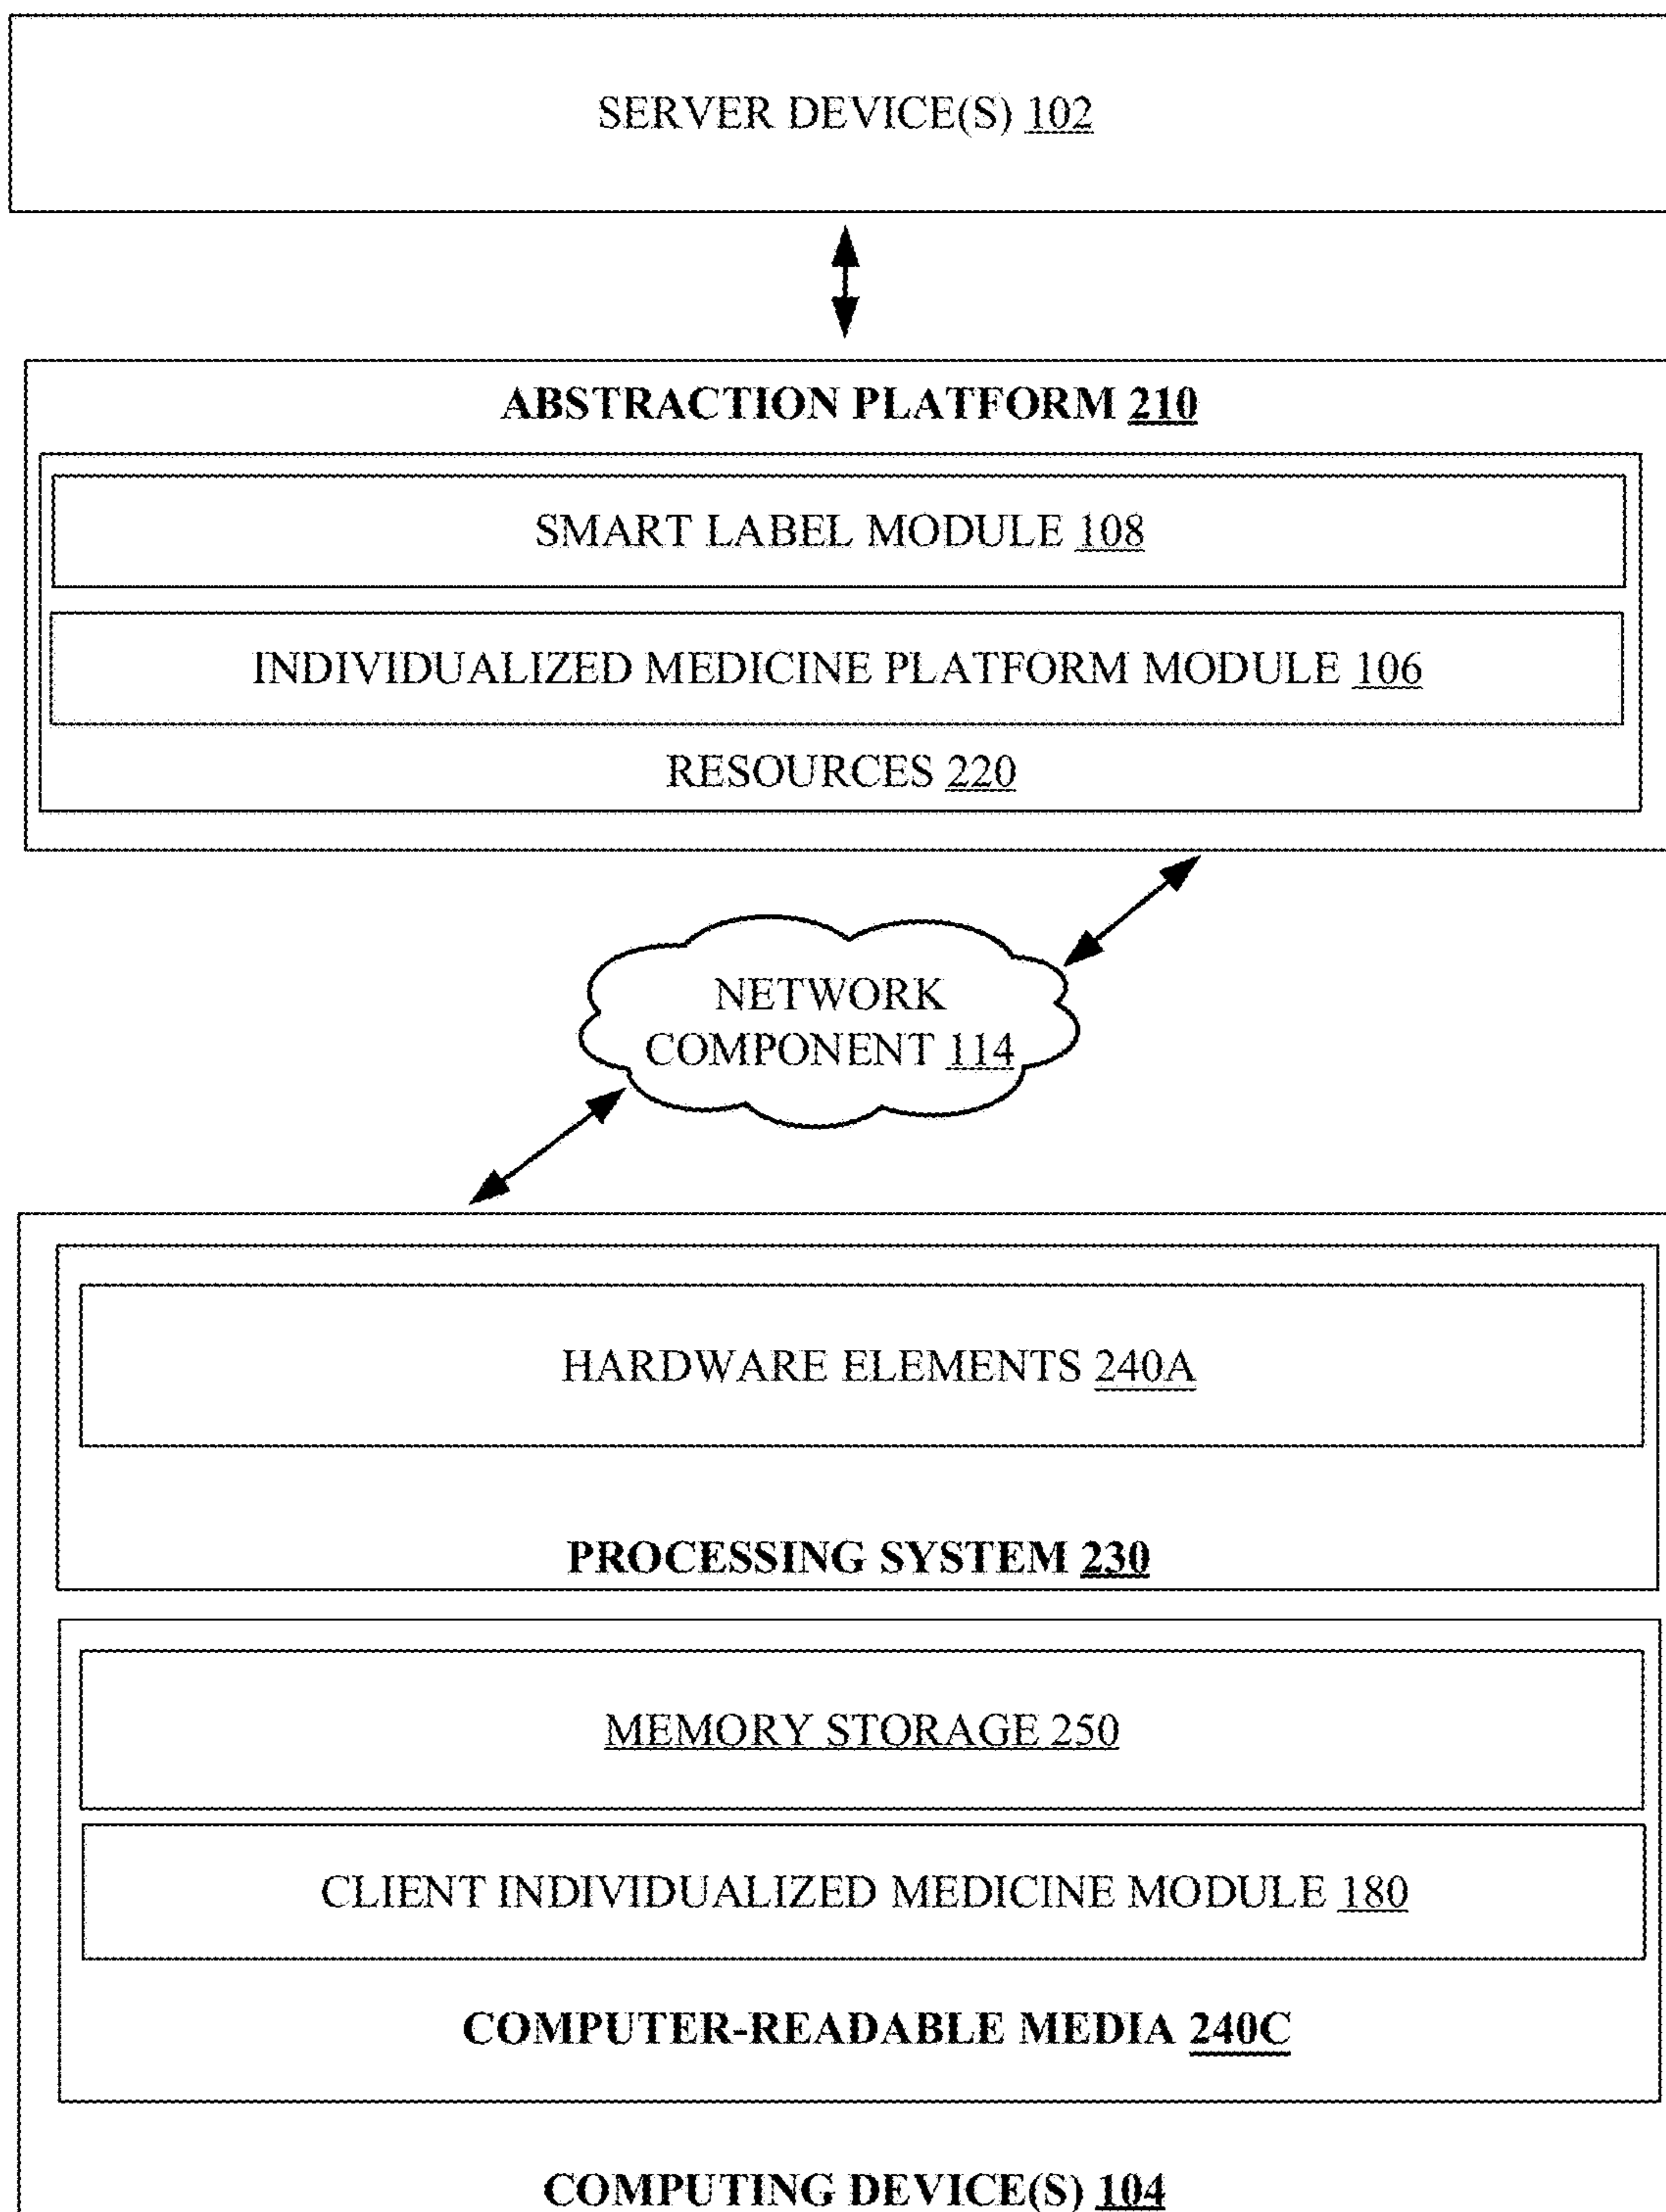 SERVER DEVICE(S) 102
ABSTRACTION PLATFORM 210
SMART LABEL MODULE 108
INDIVIDUALIZED MEDICINE PLATFORM MODULE 106
RESOURCES 220
NETWORK
COMPONENT 114
HARDWARE ELEMENTS 240A
PROCESSING SYSTEM 230
MEMORY STORAGE 250
CLIENT INDIVIDUALIZED MEDICINE MODULE 180
COMPUTER-READABLE MEDIA 240C
COMPUTING DEVICE(S) 104